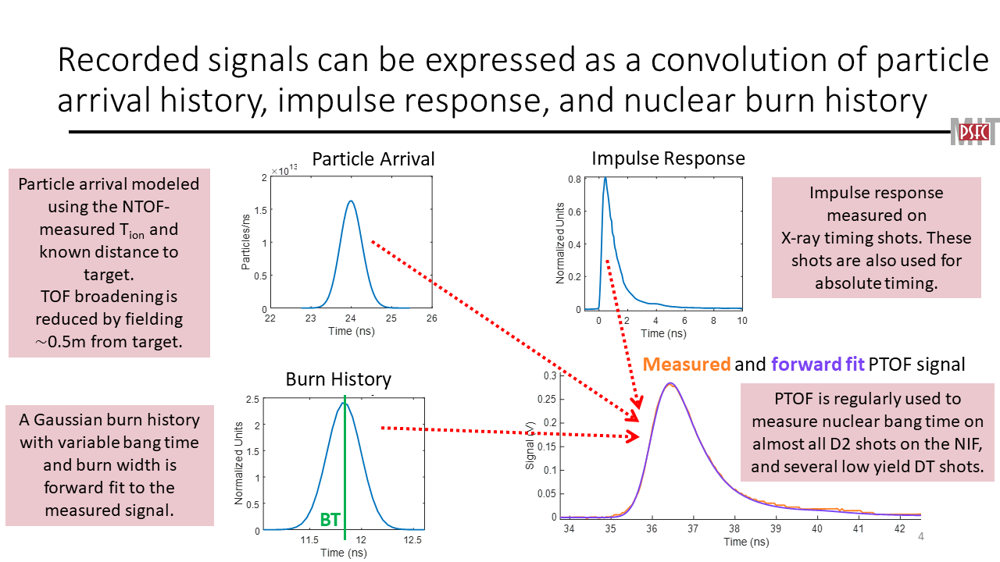 Recorded signals can be expressed as a convolution of particle
arrival history, impulse response, and nuclear burn history
MIT
PSFC
Particle arrival modeled
using the NTOF-
measured Tion and
known distance to
target.
TOF broadening is
reduced by fielding
~0.5m from target.
Particle Arrival
×10¹³
2
1.5
1
0.5
0
22 23 24 25 26
Particles/ns
Time (ns)
Impulse Response
0.8
0.6
0.4
0.2
0
0 2 4 6 8 10
Normalized Units
Time (ns)
Impulse response
measured on
X-ray timing shots. These
shots are also used for
absolute timing.
A Gaussian burn history
with variable bang time
and burn width is
forward fit to the
measured signal.
Burn History
2.5
2
1.5
1
0.5
0
11.5 12 12.5
Normalized Units
Time (ns)
BT
Measured and forward fit PTOF signal
0.3
0.25
0.2
0.15
0.1
0.05
0
34 35 36 37 38 39 40 41 42
Signal (V)
Time (ns)
PTOF is regularly used to
measure nuclear bang time on
almost all D2 shots on the NIF,
and several low yield DT shots.
4